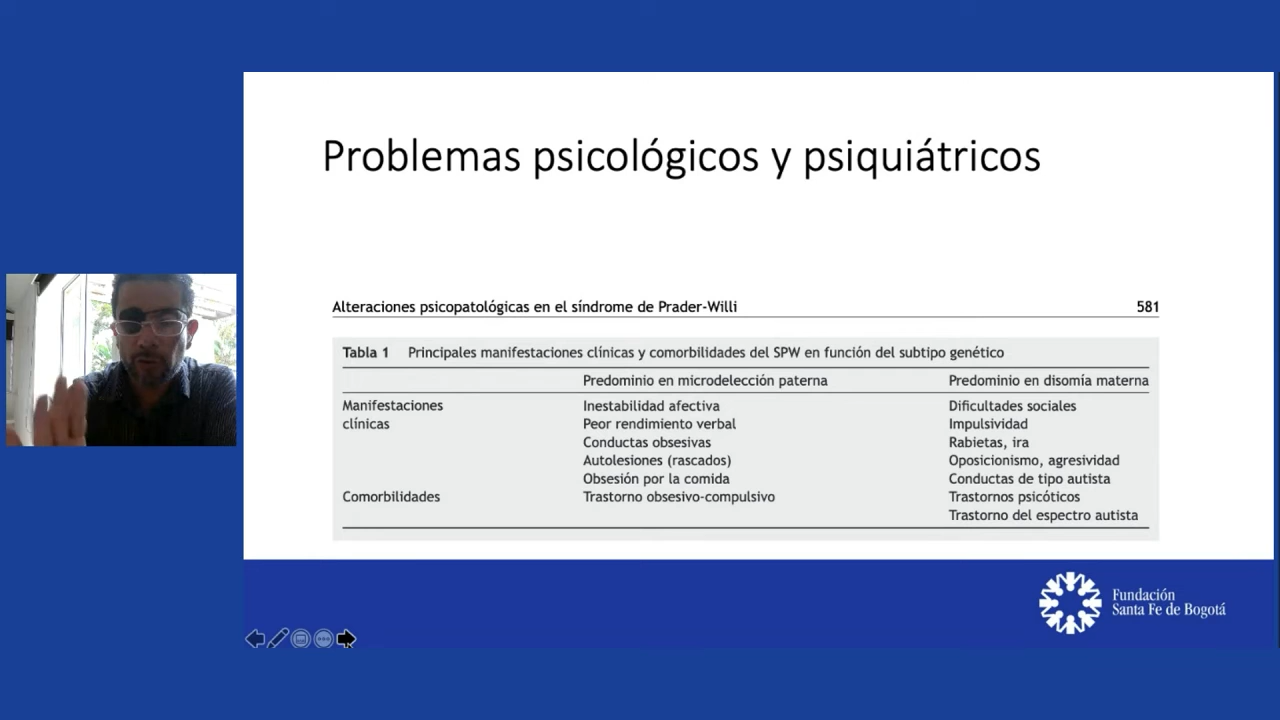 Problemas psicológicos y psiquiátricos
Alteraciones psicopatológicas en el síndrome de Prader-Willi 581
Tabla 1 Principales manifestaciones clínicas y comorbilidades del SPW en función del subtipo genético
Predominio en microdelección paterna Predominio en disomía materna
Manifestaciones Inestabilidad afectiva Dificultades sociales
clínicas Peor rendimiento verbal Impulsividad
Conductas obsesivas Rabietas, ira
Autolesiones (rascados) Oposicionismo, agresividad
Obsesión por la comida Conductas de tipo autista
Comorbilidades Trastorno obsesivo-compulsivo Trastornos psicóticos
Trastorno del espectro autista
Fundación
Santa Fe de Bogotá